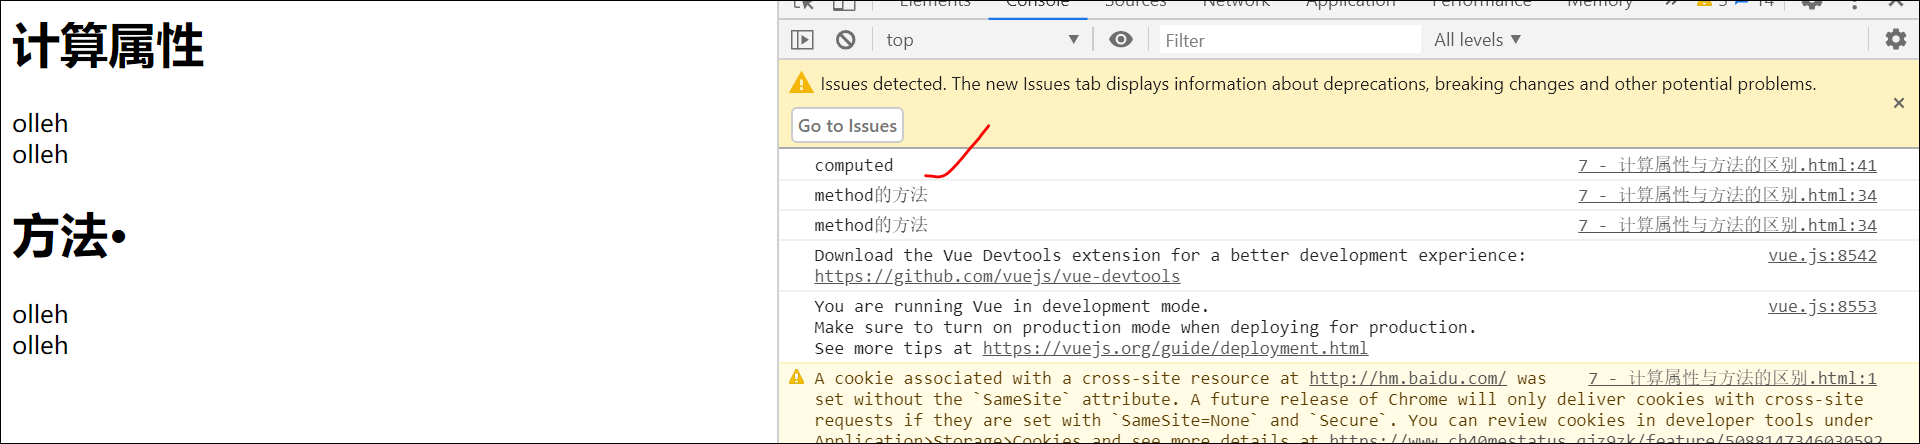 计算属性
olleh
olleh
方法•
olleh
olleh
Elements Console Sources Network Application Performance Memory
top Filter All levels
Issues detected. The new Issues tab displays information about deprecations, breaking changes and other potential problems.
Go to Issues
computed 7 - 计算属性与方法的区别.html:41
method的方法 7 - 计算属性与方法的区别.html:34
method的方法 7 - 计算属性与方法的区别.html:34
Download the Vue Devtools extension for a better development experience: vue.js:8542
https://github.com/vuejs/vue-devtools
You are running Vue in development mode. vue.js:8553
Make sure to turn on production mode when deploying for production.
See more tips at https://vuejs.org/guide/deployment.html
A cookie associated with a cross-site resource at http://hm.baidu.com/ was 7 - 计算属性与方法的区别.html:1
set without the `SameSite` attribute. A future release of Chrome will only deliver cookies with cross-site
requests if they are set with `SameSite=None` and `Secure`. You can review cookies in developer tools under
Application>Storage>Cookies and see more details at